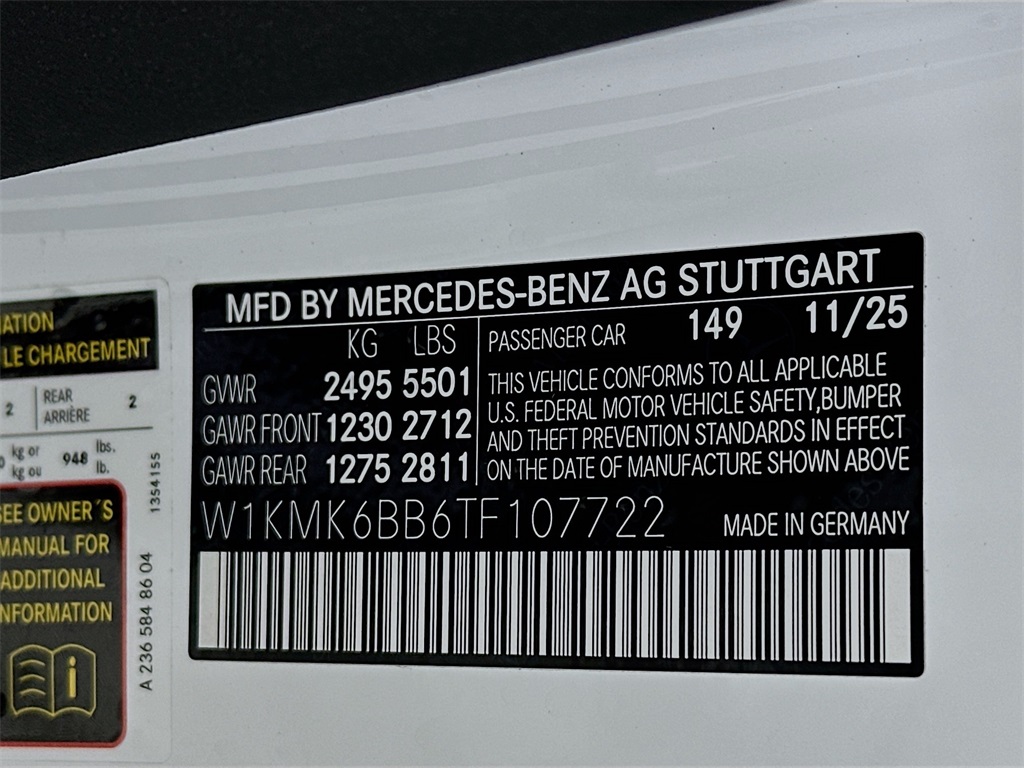 MFD BY MERCEDES-BENZ AG STUTTGART
KG LBS
GVWR 2495 5501
GAWR FRONT 1230 2712
GAWR REAR 1275 2811
PASSENGER CAR 149 11/25
THIS VEHICLE CONFORMS TO ALL APPLICABLE
U.S. FEDERAL MOTOR VEHICLE SAFETY,BUMPER
AND THEFT PREVENTION STANDARDS IN EFFECT
ON THE DATE OF MANUFACTURE SHOWN ABOVE
W1KMK6BB6TF107722 MADE IN GERMANY
LE CHARGEMENT
2 REAR 2
ARRIÈRE
kg or 948 lbs.
kg ou lb.
SEE OWNER´S
MANUAL FOR
ADDITIONAL
INFORMATION
i
1354155
A 236 584 86 04